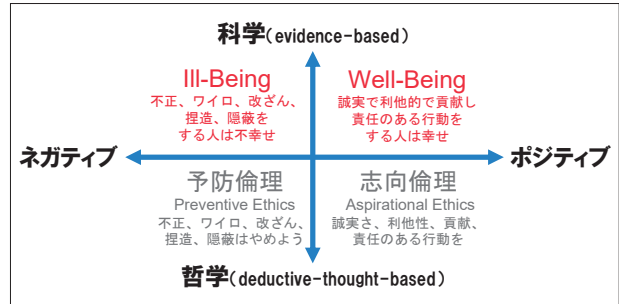 科学(evidence-based)
Ill-Being
不正、ワイロ、改ざん、
捏造、隠蔽を
する人は不幸せ
Well-Being
誠実で利他的で貢献し
責任のある行動を
する人は幸せ
ネガティブ
ポジティブ
予防倫理
Preventive Ethics
不正、ワイロ、改ざん、
捏造、隠蔽はやめよう
志向倫理
Aspirational Ethics
誠実さ、利他性、貢献、
責任のある行動を
哲学(deductive-thought-based)